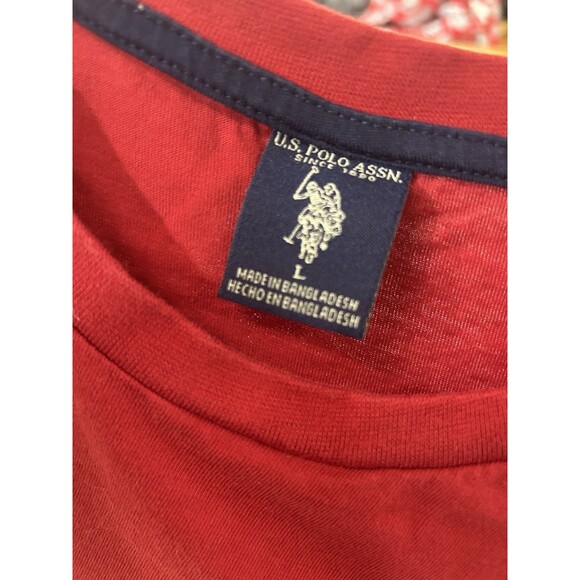 U.S. POLO ASSN.
SINCE 1890
L
MADE IN BANGLADESH
HECHO EN BANGLADESH